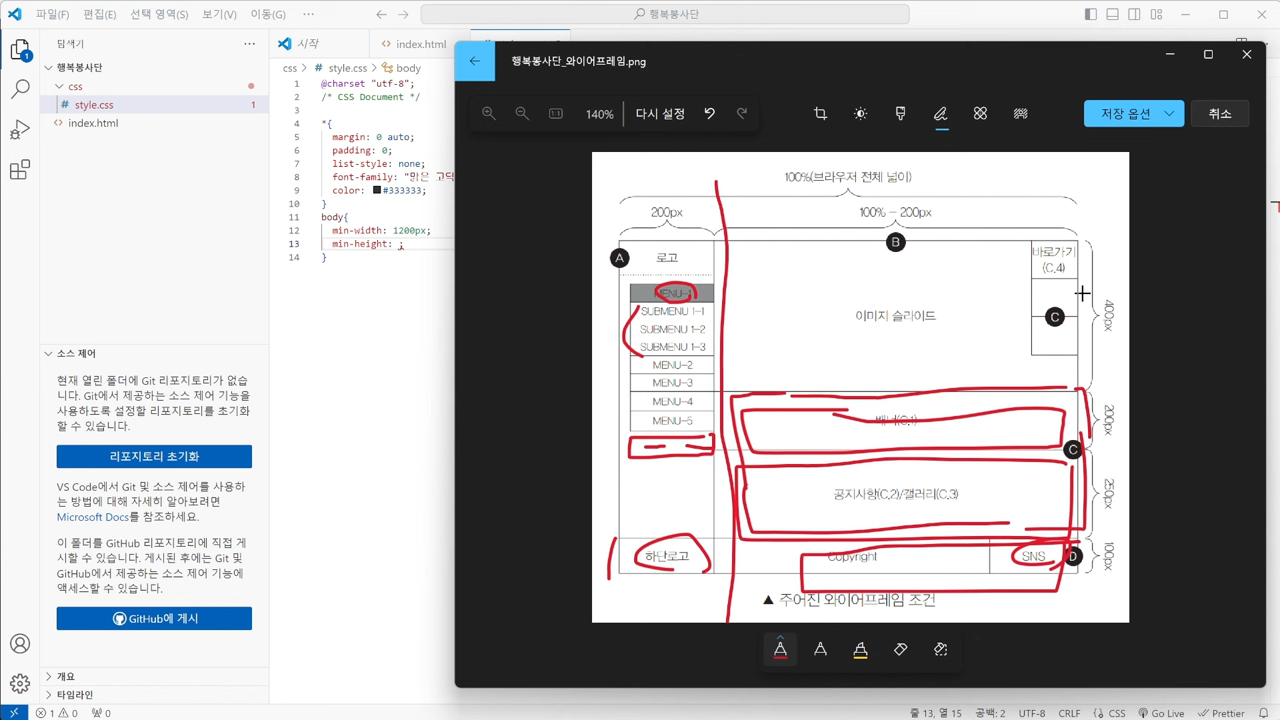 파일(F) 편집(E) 선택 영역(S) 보기(V) 이동(G) ··· 행복봉사단
탐색기 ···
행복봉사단
css
# style.css 1
index.html
시작 index.html
css > # style.css > body
1 @charset "utf-8";
2 /* CSS Document */
3
4 *{
5 margin: 0 auto;
6 padding: 0;
7 list-style: none;
8 font-family: "맑은 고딕
9 color: #333333;
10 }
11 body{
12 min-width: 1200px;
13 min-height: ;
14 }
소스 제어
현재 열린 폴더에 Git 리포지토리가 없습
니다. Git에서 제공하는 소스 제어 기능을
사용하도록 설정할 리포지토리를 초기화
할 수 있습니다.
리포지토리 초기화
VS Code에서 Git 및 소스 제어를 사용하
는 방법에 대해 자세히 알아보려면
Microsoft Docs를 참조하세요.
이 폴더를 GitHub 리포지토리에 직접 게
시할 수 있습니다. 게시된 후에는 Git 및
GitHub에서 제공하는 소스 제어 기능에
액세스할 수 있습니다.
GitHub에 게시
개요
타임라인
행복봉사단_와이어프레임.png
140% 다시 설정 저장 옵션 취소
100%(브라우저 전체 넓이)
200px 100% - 200px
A 로고 B 바로가기
(C.4)
MENU-1
SUBMENU 1-1 이미지 슬라이드 C 400px
SUBMENU 1-2
SUBMENU 1-3
MENU-2
MENU-3
MENU-4
MENU-5 배너(C.1) 200px
C
공지사항(C.2)/갤러리(C.3) 250px
하단로고 Copyright SNS D 100px
▲ 주어진 와이어프레임 조건
1 0 0 줄 13, 열 15 공백: 2 UTF-8 CRLF {} CSS Go Live Prettier